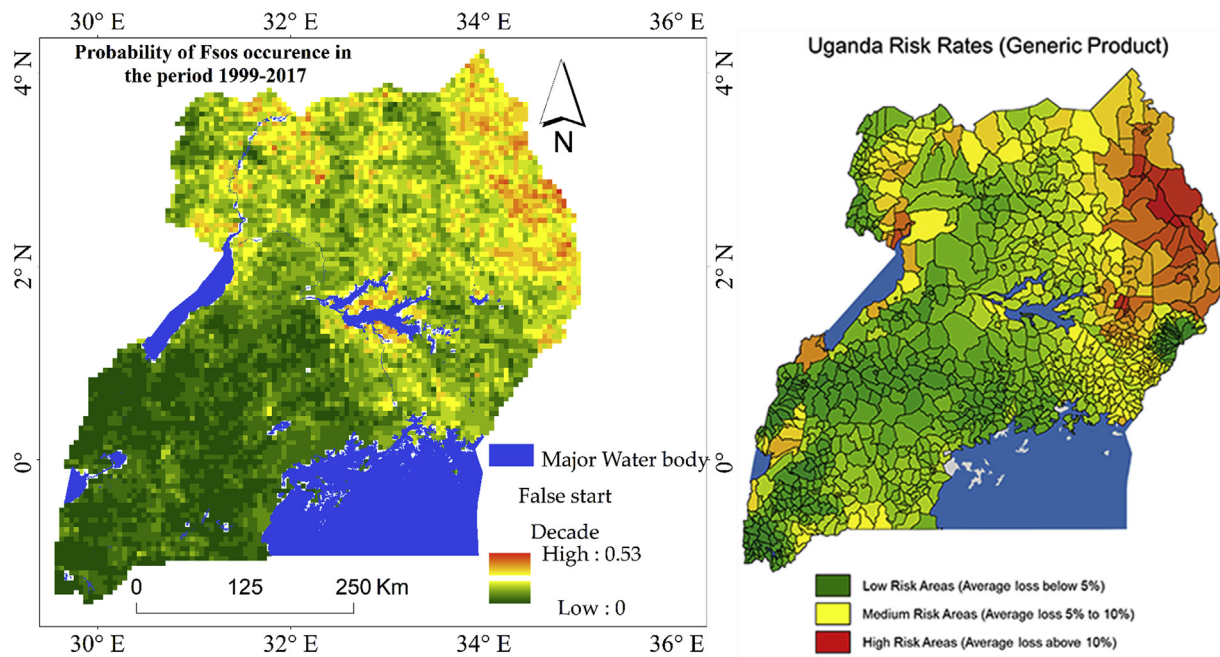 30° E 32° E 34° E 36° E
Probability of Fsos occurence in
the period 1999-2017
4° N
2° N
0°
N
Major Water body
False start
Decade
High : 0.53
Low : 0
0 125 250 Km
30° E 32° E 34° E 36° E
Uganda Risk Rates (Generic Product)
4° N
2° N
0°
Low Risk Areas (Average loss below 5%)
Medium Risk Areas (Average loss 5% to 10%)
High Risk Areas (Average loss above 10%)